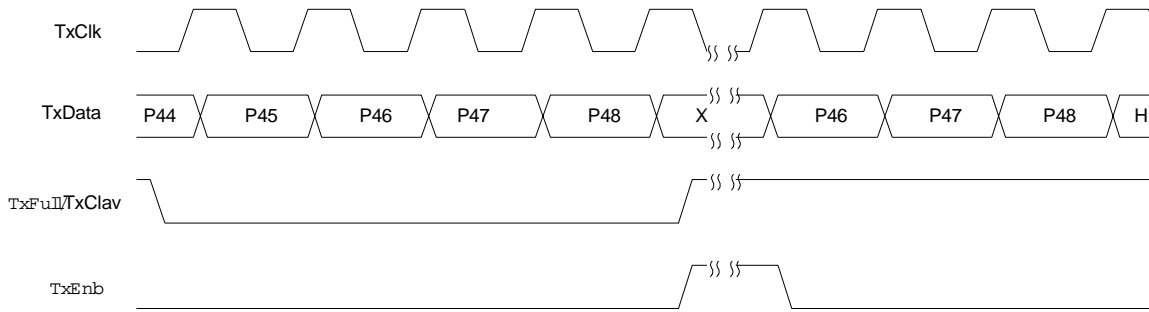 TxClk
TxData P44 P45 P46 P47 P48 X P46 P47 P48 H
TxFull/TxClav
TxEnb